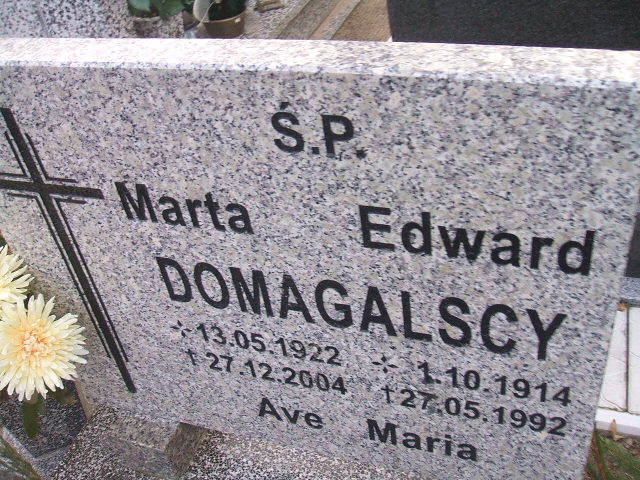 Ś.P.
Marta Edward
DOMAGALSCY
13.05.1922 1.10.1914
†27.12.2004 †27.05.1992
Ave Maria